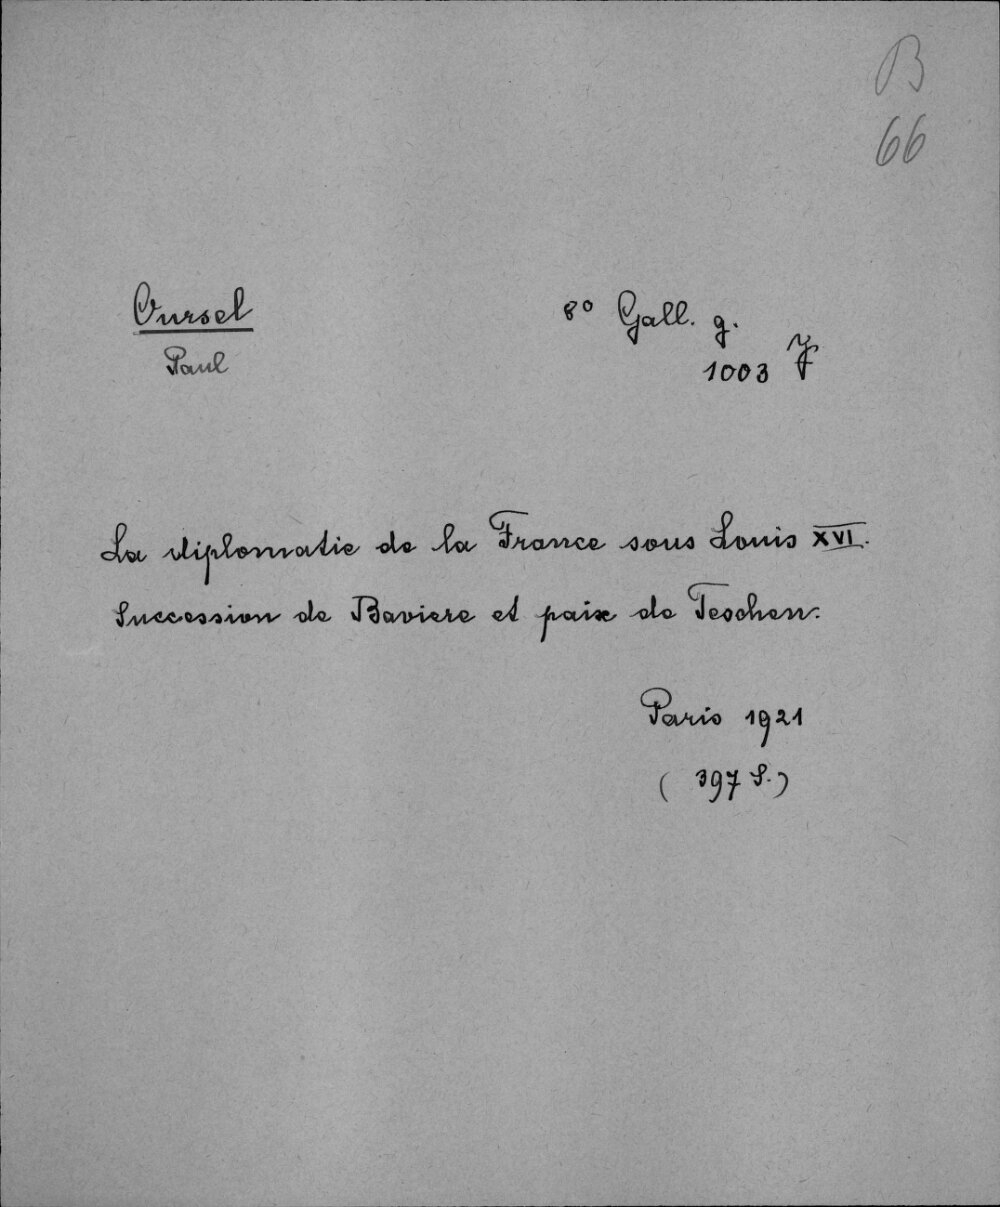 B
66
Oursel
Paul
8° Gall. g.
1003
La diplomatie de la France sous Louis XVI.
Succession de Baviere et paix de Teschen.
Paris 1921
( 397 S.)